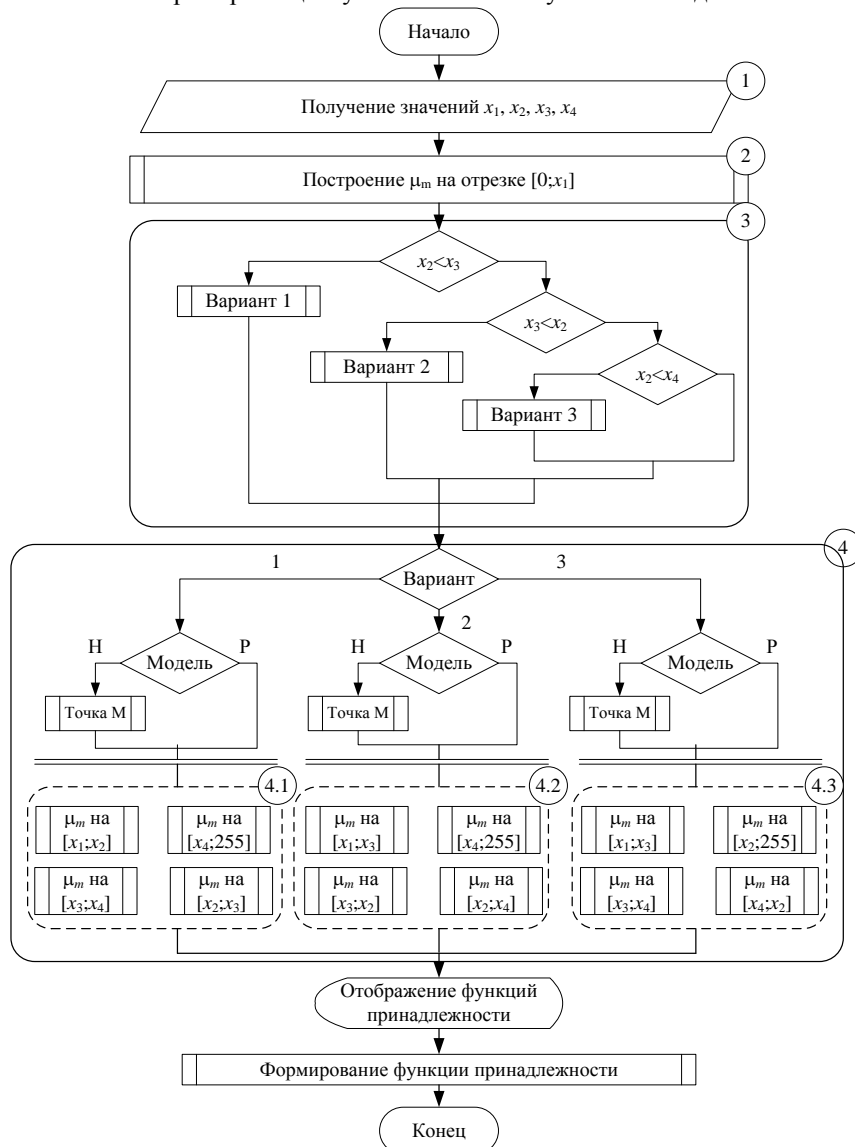 Начало
1
Получение значений x1, x2, x3, x4
2
Построение μm на отрезке [0;x1]
3
x2<x3
Вариант 1
x3<x2
Вариант 2
x2<x4
Вариант 3
4
1
Вариант
3
2
Н
Модель
Р
Н
Модель
Р
Н
Модель
Р
Точка М
Точка М
Точка М
4.1
4.2
4.3
μm на
[x1;x2]
μm на
[x4;255]
μm на
[x3;x4]
μm на
[x2;x3]
μm на
[x1;x3]
μm на
[x4;255]
μm на
[x3;x2]
μm на
[x2;x4]
μm на
[x1;x3]
μm на
[x2;255]
μm на
[x3;x4]
μm на
[x4;x2]
Отображение функций
принадлежности
Формирование функции принадлежности
Конец